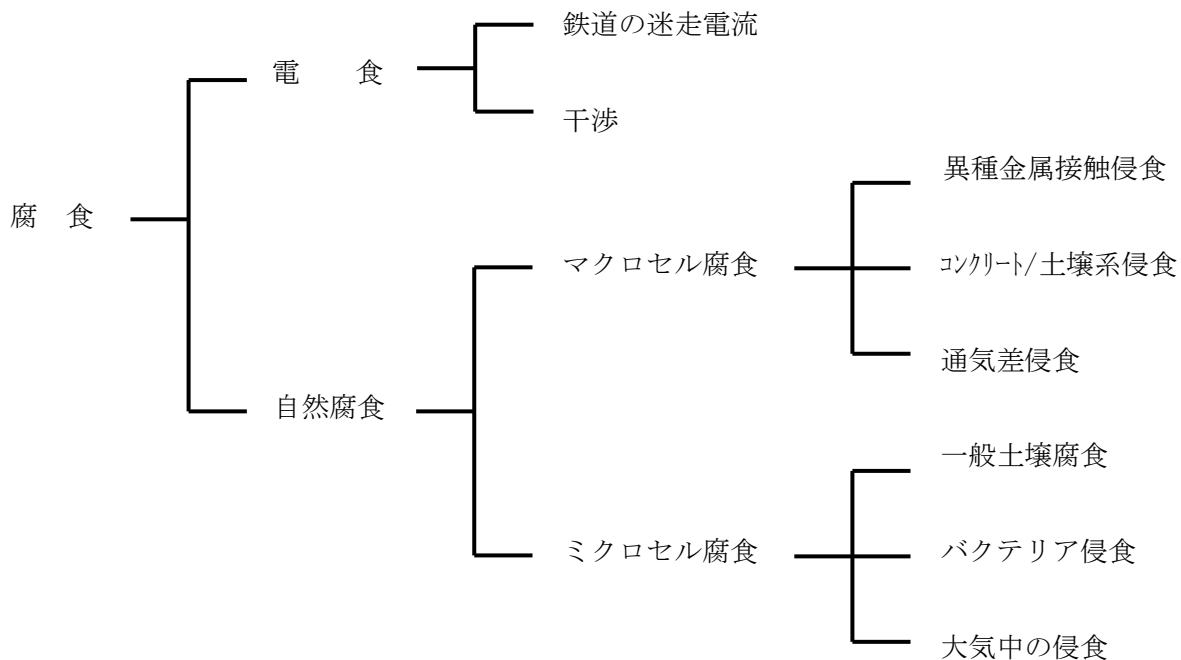 腐　食
電　　食
鉄道の迷走電流
干渉
自然腐食
マクロセル腐食
異種金属接触侵食
ｺﾝｸﾘｰﾄ/土壌系侵食
通気差侵食
ミクロセル腐食
一般土壌腐食
バクテリア侵食
大気中の侵食